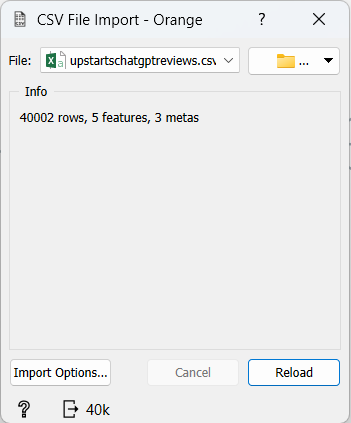 CSV File Import - Orange
File: upstartschatgptreviews.csv ...
Info
40002 rows, 5 features, 3 metas
Import Options... Cancel Reload
? 40k